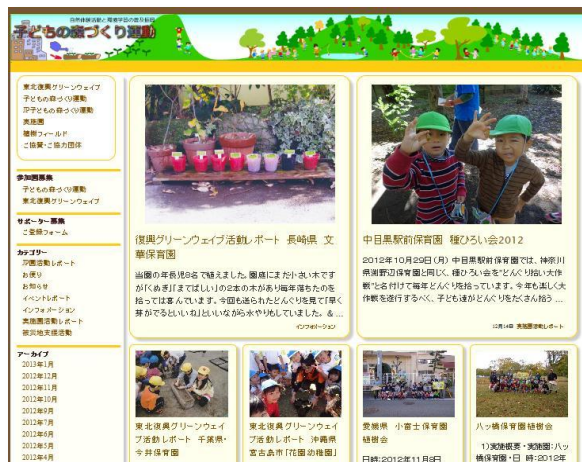 自然体験活動と環境学習の普及啓蒙
子どもの森づくり運動
東北復興グリーンウェイブ
子どもの森づくり運動
子どもの森づくり運動
実施園
植樹フィールド
ご協賛・ご協力団体
参加園募集
子どもの森づくり運動
東北復興グリーンウェイブ
サポーター募集
ご登録フォーム
カテゴリー
お便り
お知らせ
イベントレポート
インフォメーション
実施園活動レポート
被災地支援活動
アーカイブ
2013年1月
2012年12月
2012年11月
2012年10月
2012年9月
2012年7月
2012年6月
2012年5月
2012年4月
復興グリーンウェイブ活動レポート 長崎県 文
華保育園
当園の年長児8名で植えました。園庭にまだ小さい木です
が「くぬぎ」「まてばしい」の2本の木があり毎年落ちたのを
拾っては喜んでいます。今回も送られたどんぐりを見て「早く
芽がでるといいね」といいながら水やりもしていました。 & ...
インフォメーション
中目黒駅前保育園 種ひろい会2012
2012年10月29日(月) 中目黒駅前保育園では、神奈川
県淵野辺保育園と同じく、種ひろい会を"どんぐり拾い大作
戦"と名付けて毎年どんぐりを拾っています。今年も楽しく大
作戦を遂行するべく、子ども達がどんぐりをたくさん拾う ...
12月14日 実施園活動レポート
東北復興グリーンウェイ
ブ活動レポート 千葉県・
今井保育園
東北復興グリーンウェイ
ブ活動レポート 沖縄県
宮古島市「花園幼稚園」
愛媛県 小富士保育園
植樹会
日時:2012年11月9日
八ッ橋保育園植樹会
1)実施概要・実施園:八ッ
橋保育園・日 時:2012年